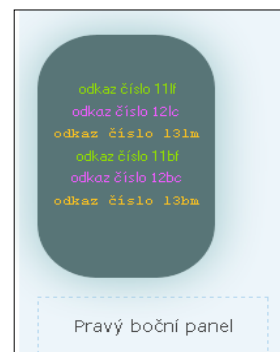 odkaz číslo 11lf
odkaz číslo 12lc
odkaz číslo 13lm
odkaz číslo 11bf
odkaz číslo 12bc
odkaz číslo 13bm
Pravý boční panel